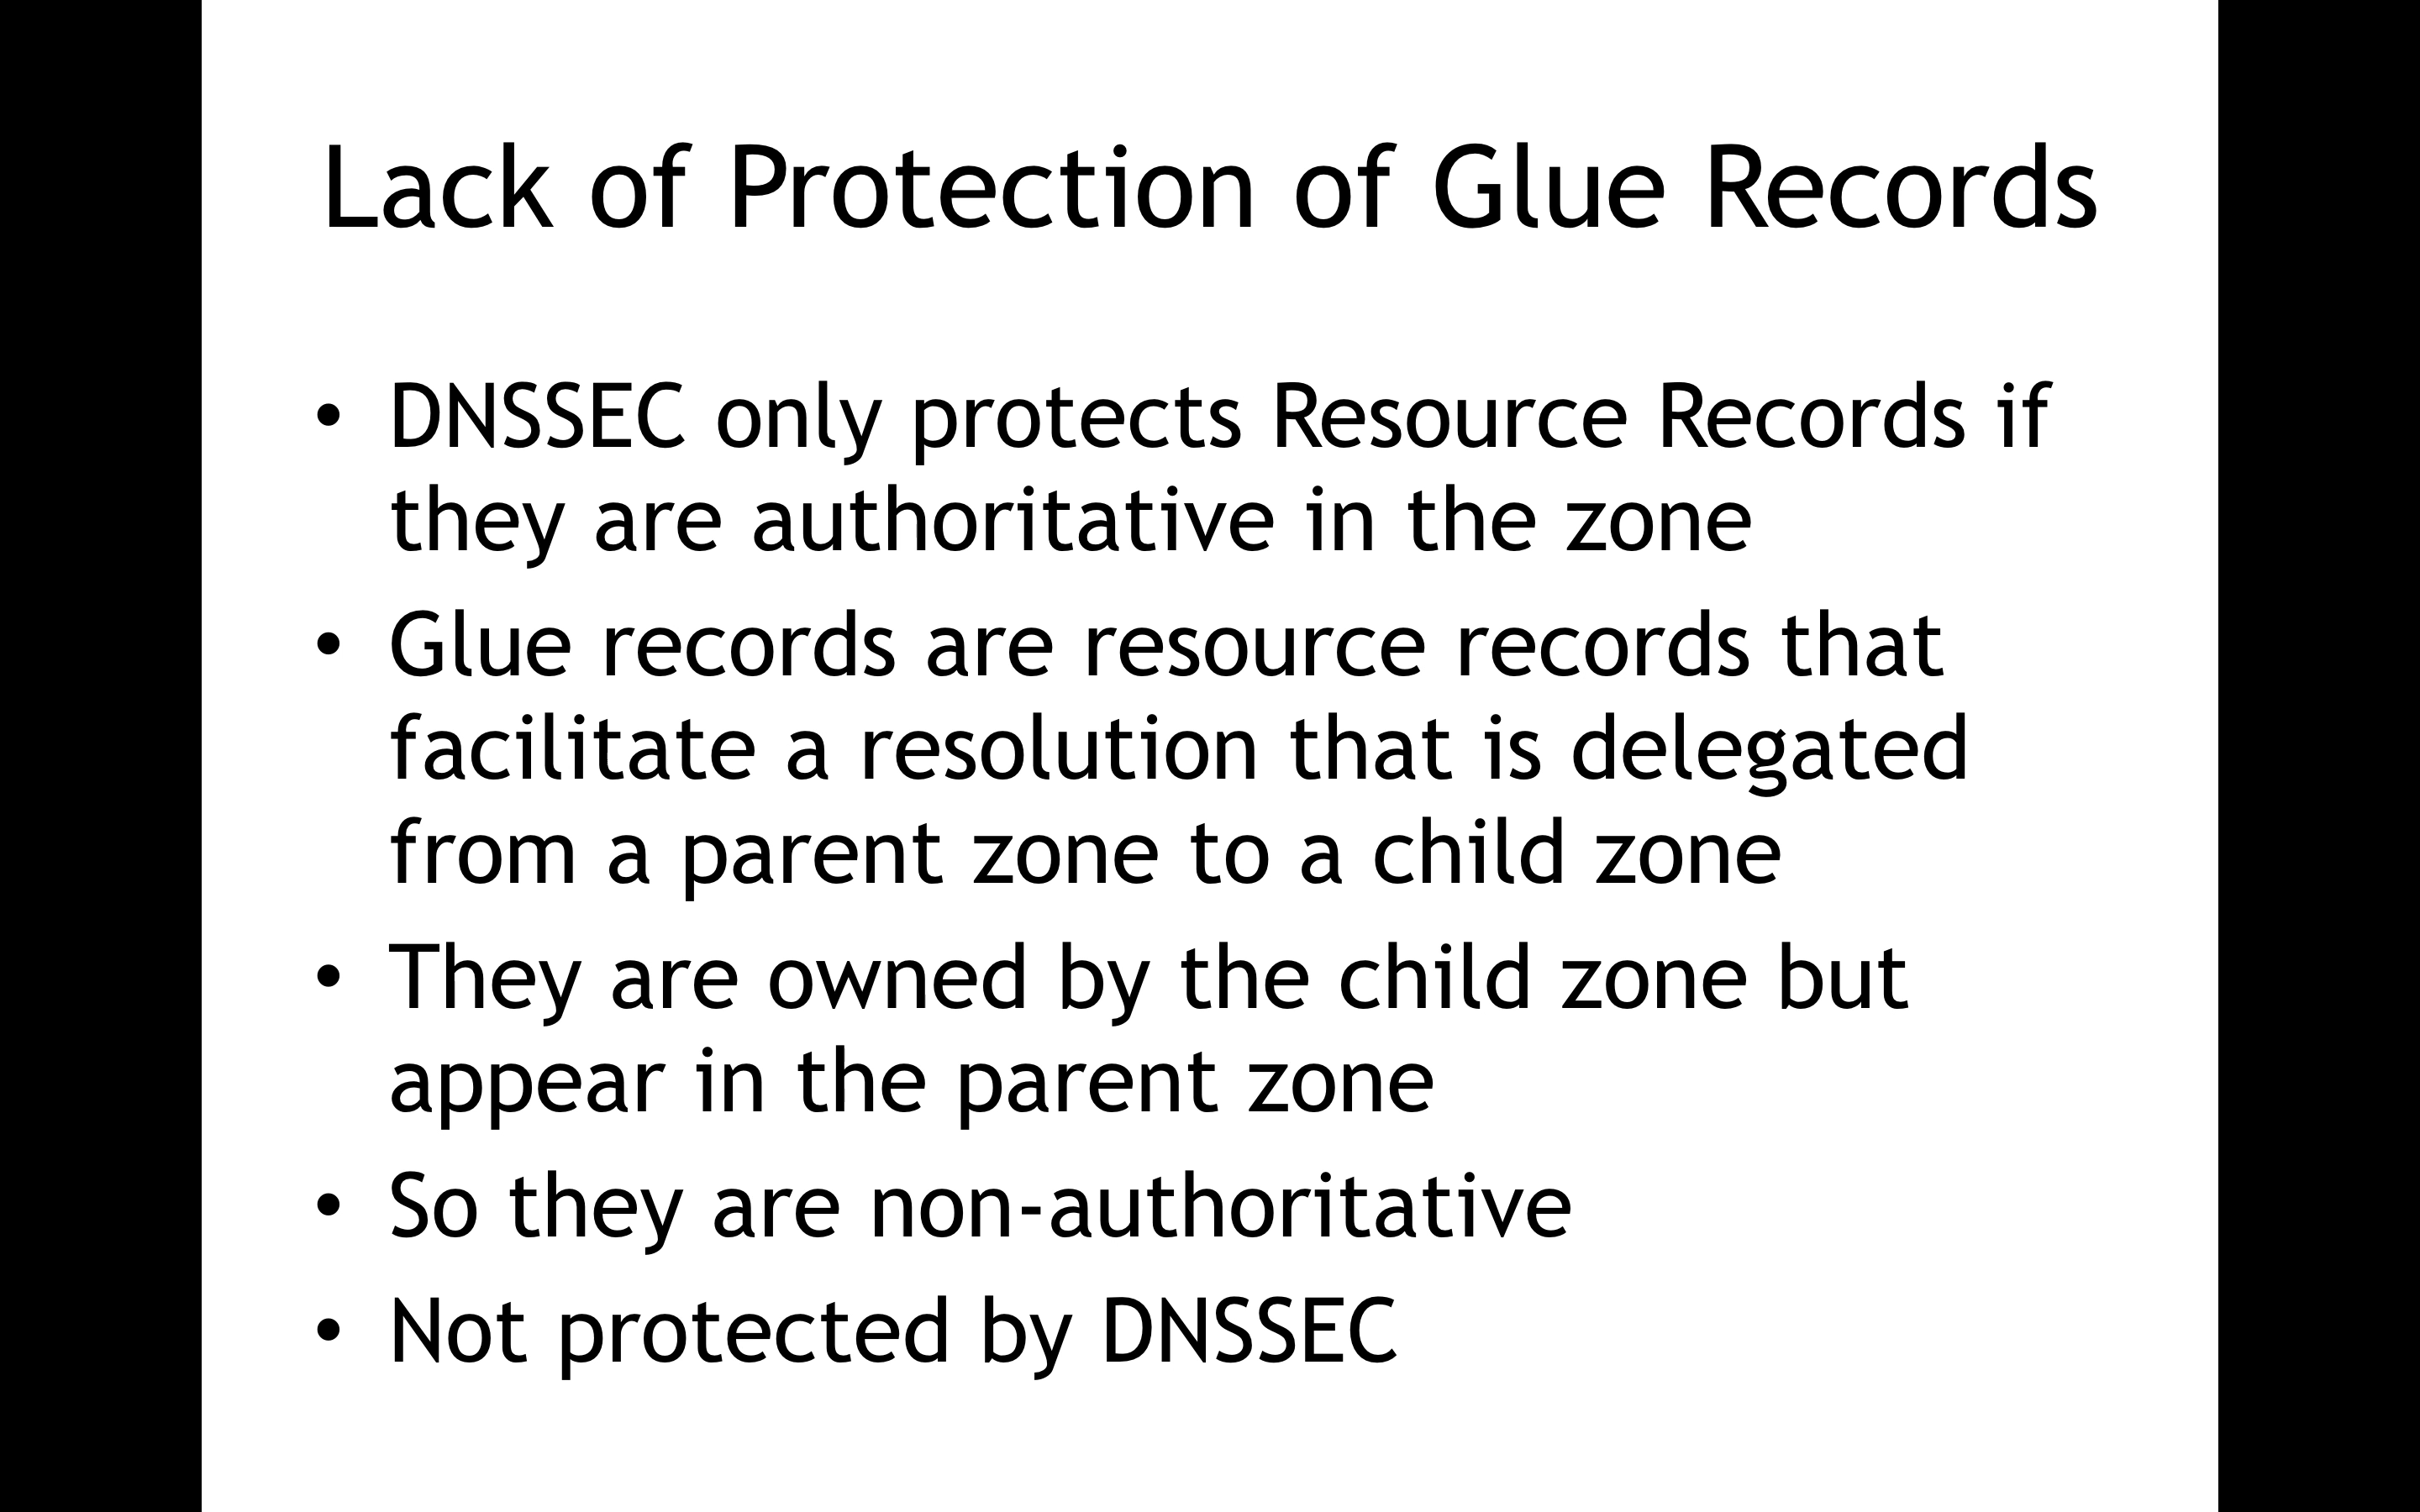 Lack of Protection of Glue Records
• DNSSEC only protects Resource Records if
they are authoritative in the zone
• Glue records are resource records that
facilitate a resolution that is delegated
from a parent zone to a child zone
• They are owned by the child zone but
appear in the parent zone
• So they are non-authoritative
• Not protected by DNSSEC